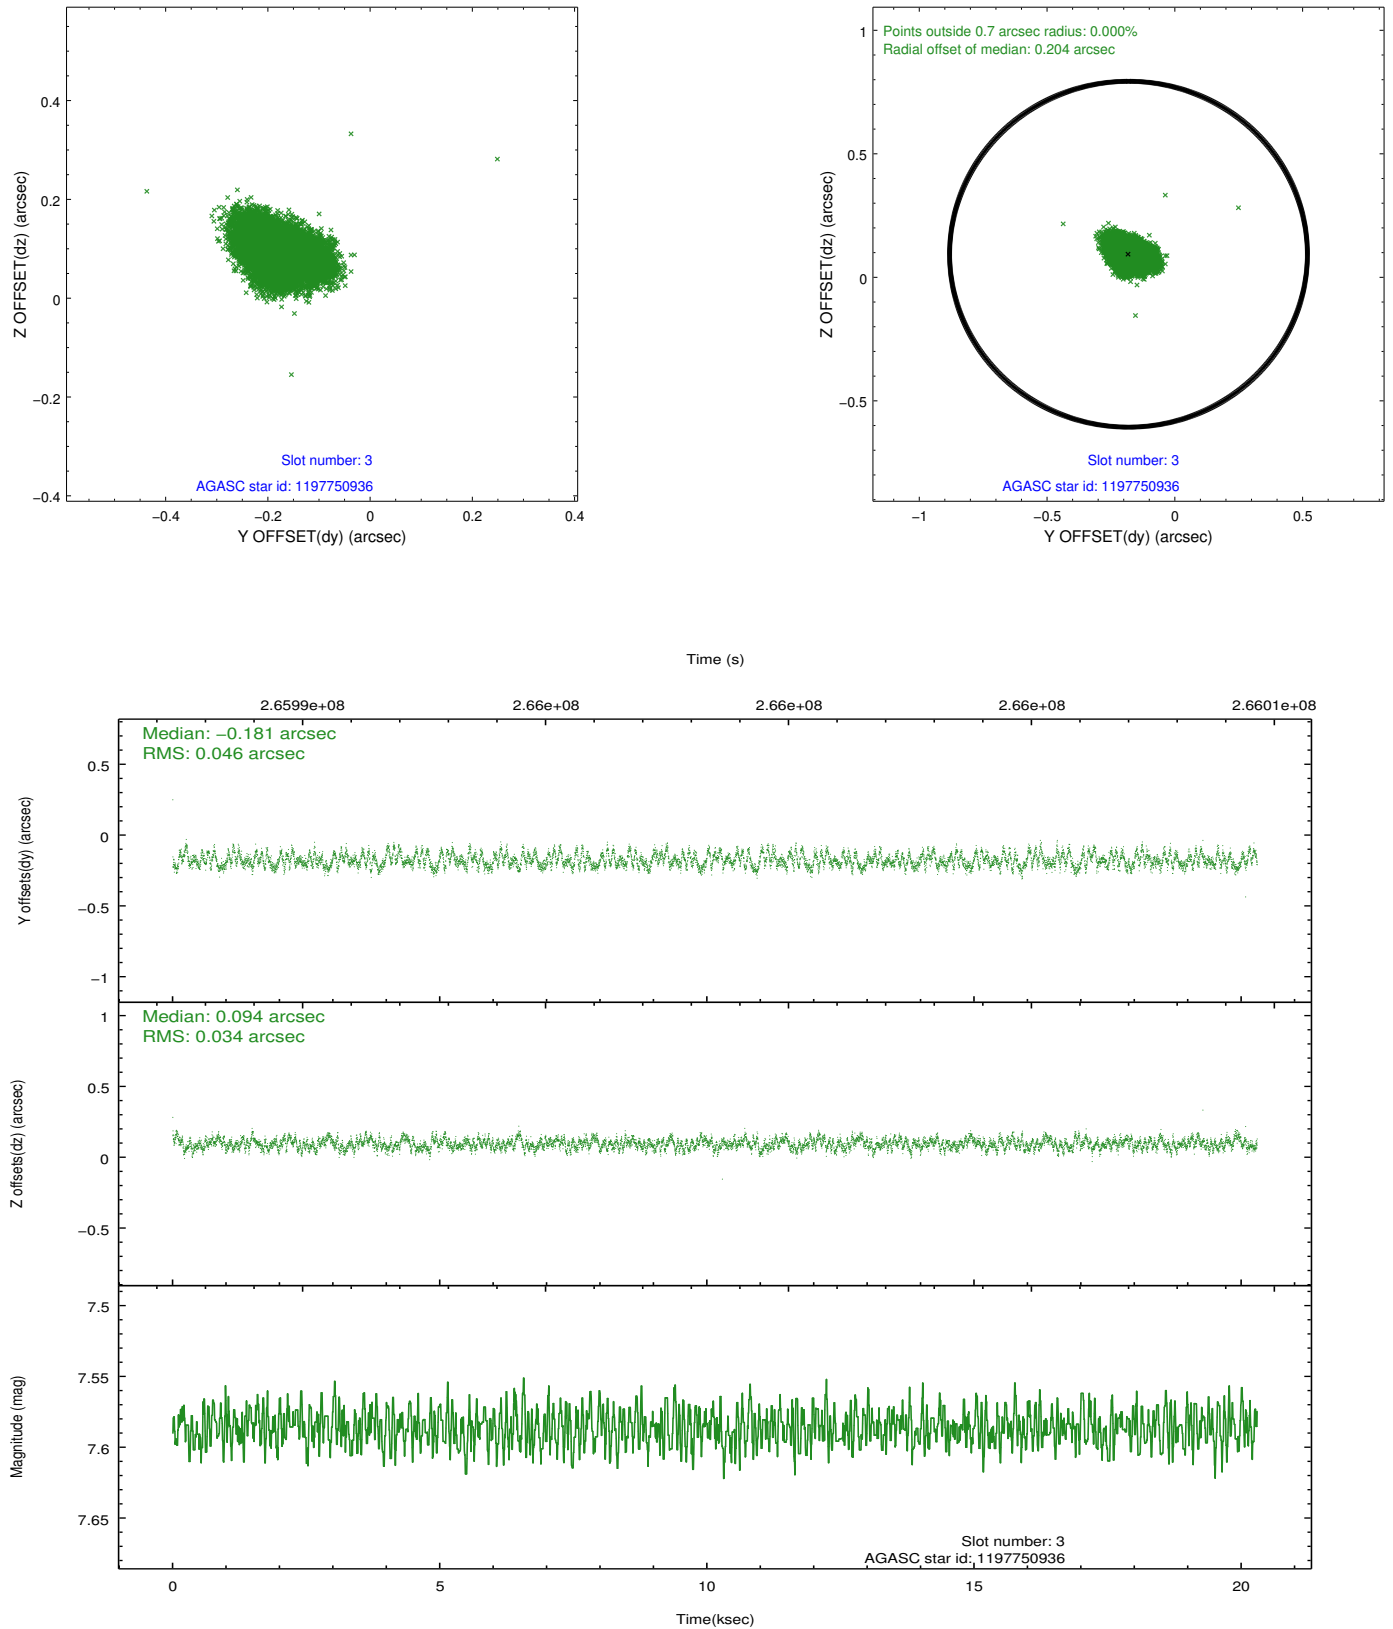 0.4
0.2
0
−0.2
−0.4
Z OFFSET(dz) (arcsec)
Slot number: 3
AGASC star id: 1197750936
−0.4
−0.2
0
0.2
0.4
Y OFFSET(dy) (arcsec)
Points outside 0.7 arcsec radius: 0.000%
Radial offset of median: 0.204 arcsec
1
0.5
0
−0.5
Z OFFSET(dz) (arcsec)
Slot number: 3
AGASC star id: 1197750936
−1
−0.5
0
0.5
Y OFFSET(dy) (arcsec)
Time (s)
2.6599e+08
2.66e+08
2.66e+08
2.66e+08
2.6601e+08
Median: −0.181 arcsec
RMS: 0.046 arcsec
0.5
0
−0.5
−1
Y offsets(dy) (arcsec)
Median: 0.094 arcsec
RMS: 0.034 arcsec
1
0.5
0
−0.5
Z offsets(dz) (arcsec)
7.5
7.55
7.6
7.65
Magnitude (mag)
Slot number: 3
AGASC star id: 1197750936
0
5
10
15
20
Time(ksec)